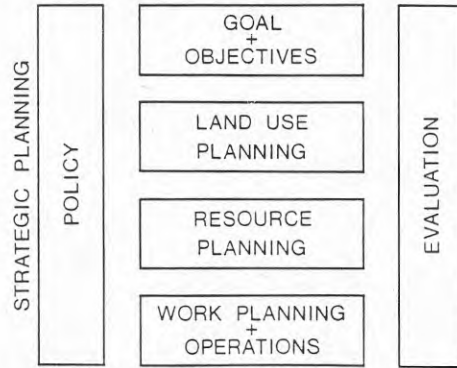 STRATEGIC PLANNING
POLICY
GOAL
+
OBJECTIVES
LAND USE
PLANNING
RESOURCE
PLANNING
WORK PLANNING
+
OPERATIONS
EVALUATION